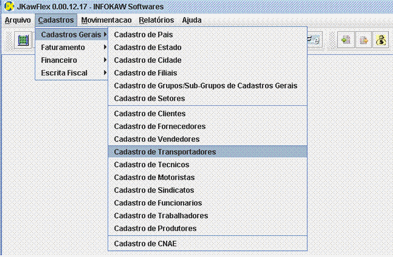 JKawFlex 0.00.12.17 - INFOKAW Softwares
Arquivo Cadastros Movimentacaw Relatórios Ajuda
Cadastros Gerais
Faturamento
Financeiro
Escrita Fiscal
Cadastro de Pais
Cadastro de Estado
Cadastro de Cidade
Cadastro de Filiais
Cadastro de Grupos/Sub-Grupos de Cadastros Gerais
Cadastro de Setores
Cadastro de Clientes
Cadastro de Fornecedores
Cadastro de Vendedores
Cadastro de Transportadores
Cadastro de Tecnicos
Cadastro de Motoristas
Cadastro de Sindicatos
Cadastro de Funcionarios
Cadastro de Trabalhadores
Cadastro de Produtores
Cadastro de CNAE